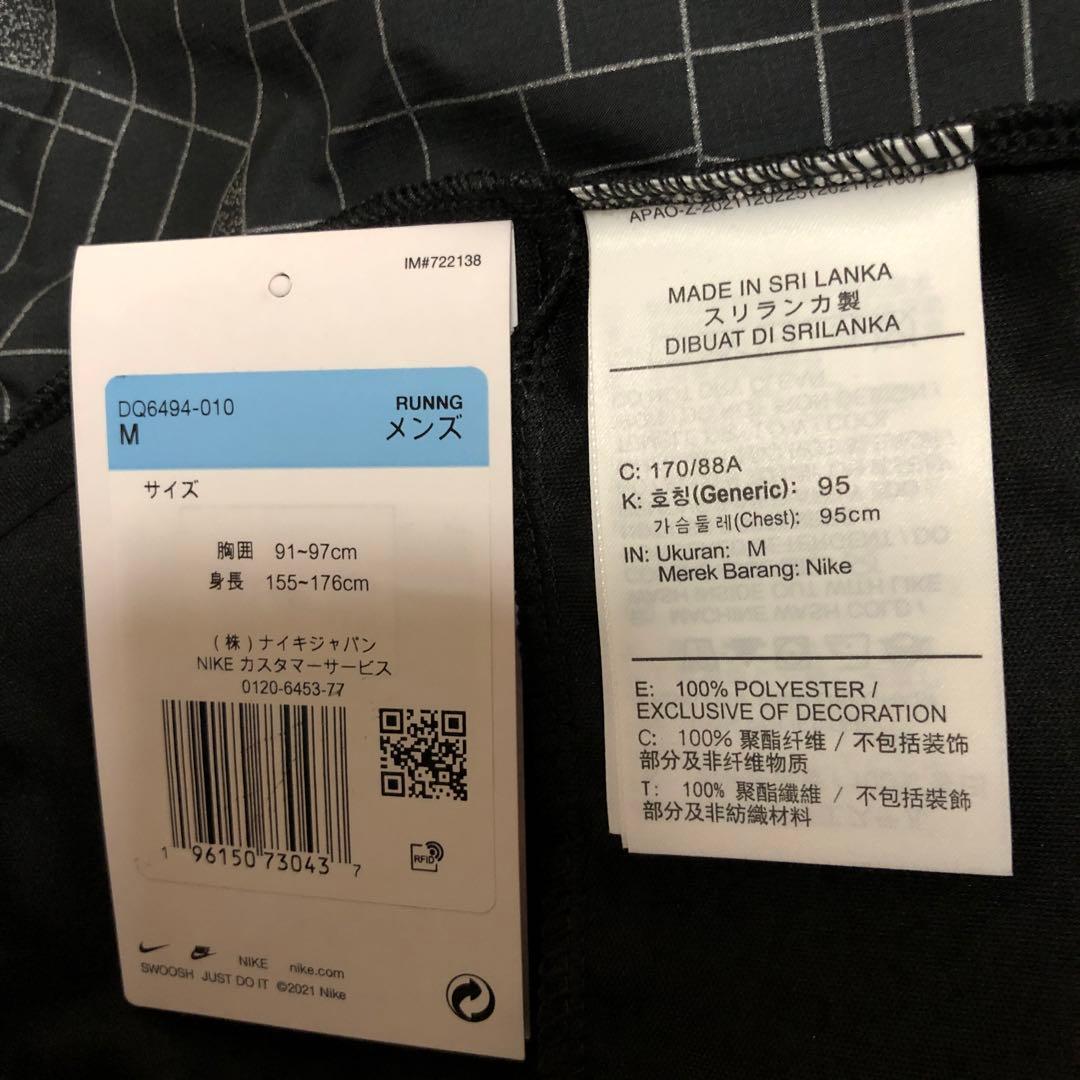 IM#722138
DQ6494-010
RUNNG
M
メンズ
サイズ
胸囲 91~97cm
身長 155~176cm
(株)ナイキジャパン
NIKE カスタマーサービス
0120-6453-77
1 96150 73043 7
RFID
NIKE nike.com
SWOOSH JUST DO IT ©2021 Nike
MADE IN SRI LANKA
スリランカ製
DIBUAT DI SRILANKA
C: 170/88A
K: 호칭(Generic): 95
가슴둘레(Chest): 95cm
IN: Ukuran: M
Merek Barang: Nike
E: 100% POLYESTER /
EXCLUSIVE OF DECORATION
C: 100% 聚酯纤维 / 不包括装饰
部分及非纤维物质
T: 100% 聚酯纖維 / 不包括裝飾
部分及非紡織材料